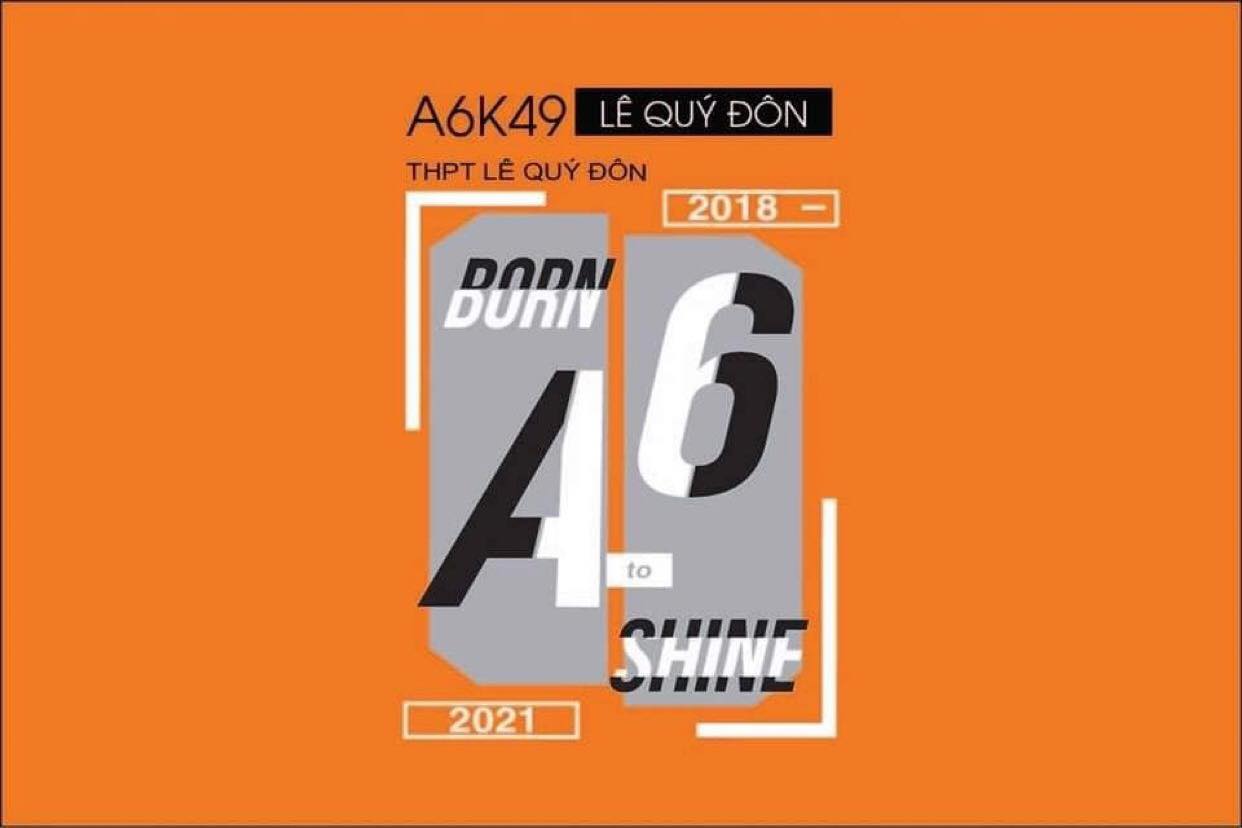 A6K49 LÊ QUÝ ĐÔN
THPT LÊ QUÝ ĐÔN
2018 –
BORN
A6
to
SHINE
2021